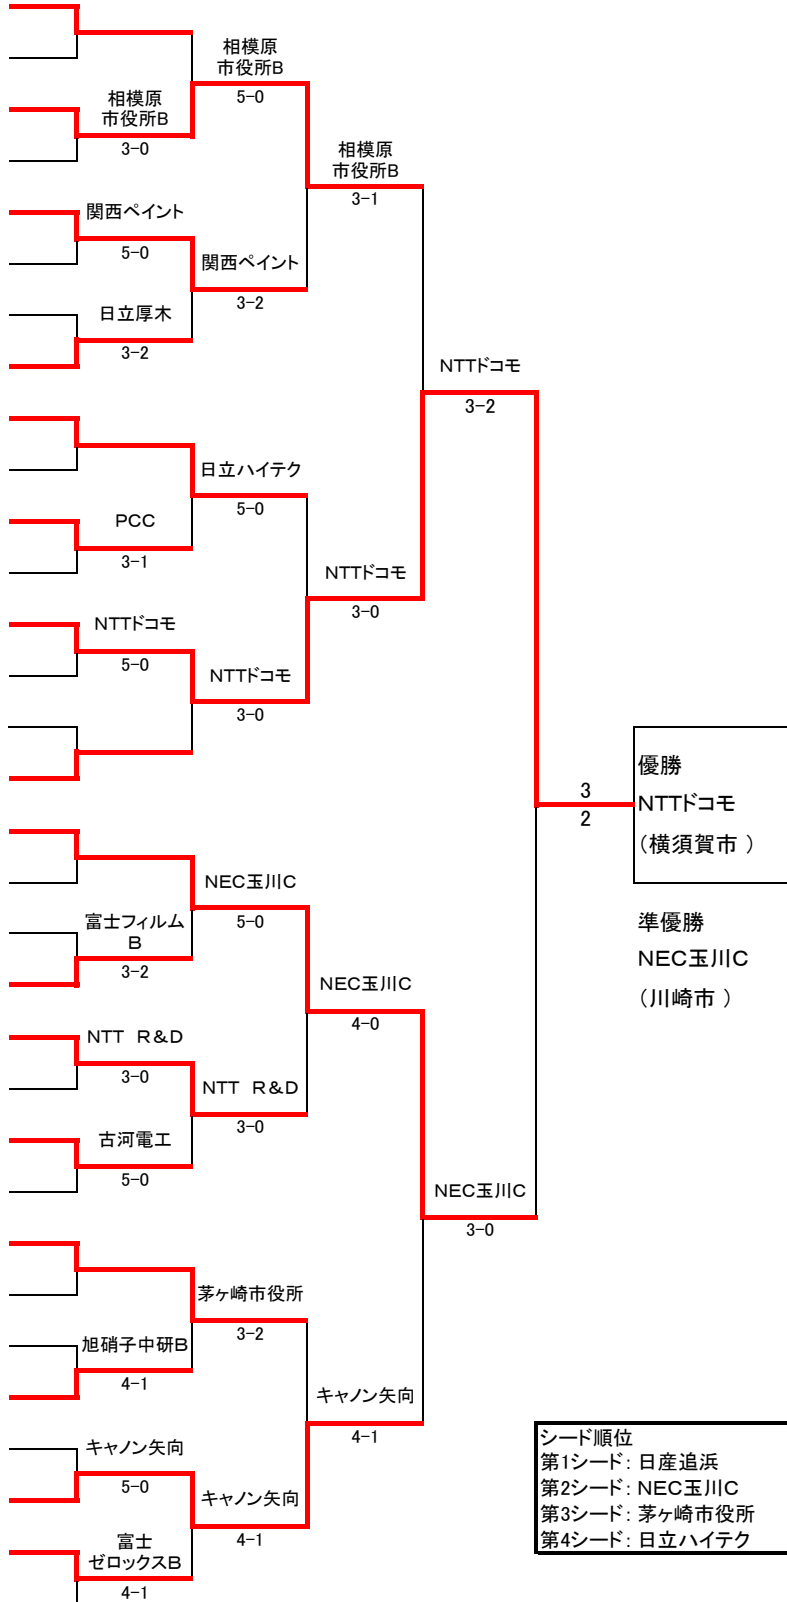 相模原
市役所B
5-0
相模原
市役所B
3-0
相模原
市役所B
3-1
関西ペイント
5-0
関西ペイント
3-2
日立厚木
3-2
NTTドコモ
3-2
日立ハイテク
5-0
PCC
3-1
NTTドコモ
3-0
NTTドコモ
5-0
NTTドコモ
3-0
3
2
優勝
NTTドコモ
（横須賀市 ）
準優勝
NEC玉川C
（川崎市 ）
NEC玉川C
5-0
富士フィルム
B
3-2
NEC玉川C
4-0
NTT R&D
3-0
NTT R&D
3-0
古河電工
5-0
NEC玉川C
3-0
茅ヶ崎市役所
3-2
旭硝子中研B
4-1
キャノン矢向
4-1
キャノン矢向
5-0
キャノン矢向
4-1
富士
ゼロックスB
4-1
シード順位
第1シード: 日産追浜
第2シード: NEC玉川C
第3シード: 茅ヶ崎市役所
第4シード: 日立ハイテク